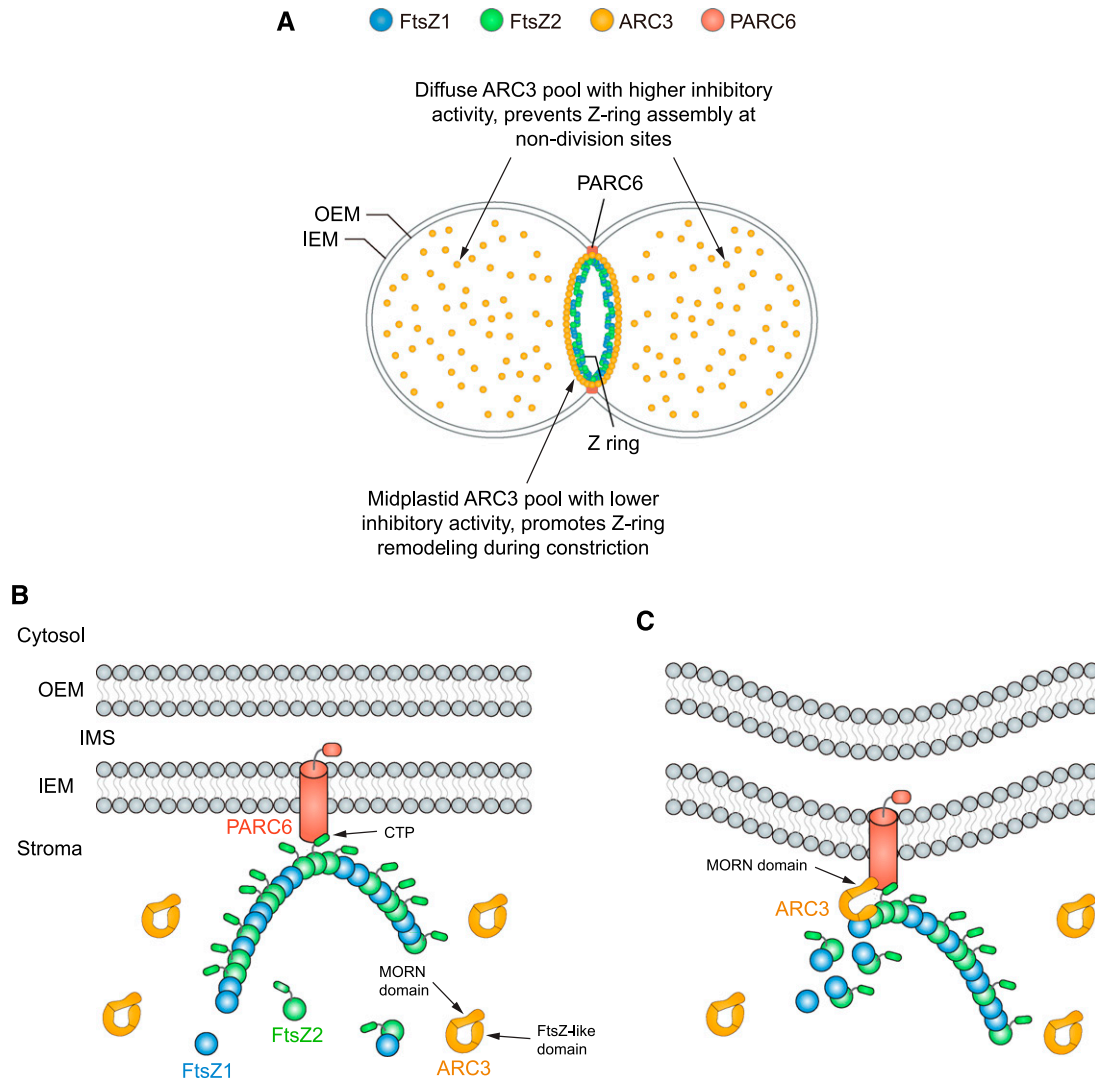 A
FtsZ1 FtsZ2 ARC3 PARC6
Diffuse ARC3 pool with higher inhibitory
activity, prevents Z-ring assembly at
non-division sites
PARC6
OEM
IEM
Z ring
Midplastid ARC3 pool with lower
inhibitory activity, promotes Z-ring
remodeling during constriction
B
Cytosol
OEM
IMS
IEM
PARC6
CTP
Stroma
MORN
domain
FtsZ2
FtsZ-like
domain
FtsZ1
ARC3
C
MORN domain
ARC3